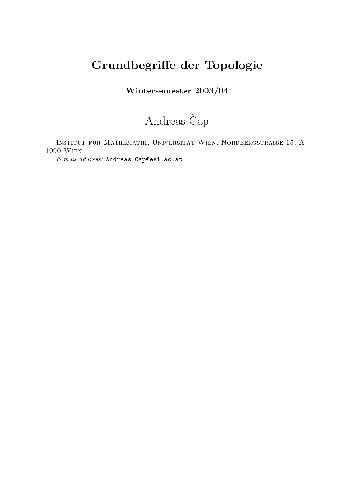 Grundbegriffe der Topologie
Wintersemester 2003/04
Andreas Čap
Institut für Mathematik, Universität Wien, Nordbergstraße 15, A–
1090 Wien
E-mail address: Andreas.Cap@esi.ac.at